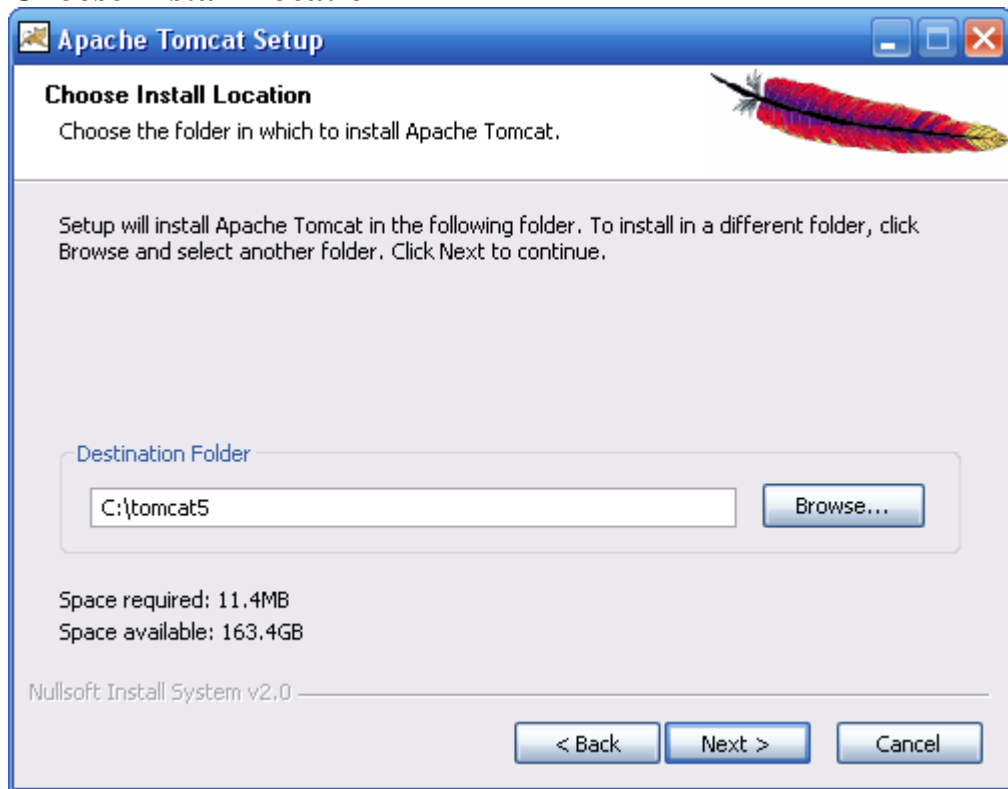 Apache Tomcat Setup
Choose Install Location
Choose the folder in which to install Apache Tomcat.
Setup will install Apache Tomcat in the following folder. To install in a different folder, click
Browse and select another folder. Click Next to continue.
Destination Folder
C:\tomcat5
Browse...
Space required: 11.4MB
Space available: 163.4GB
Nullsoft Install System v2.0
< Back
Next >
Cancel